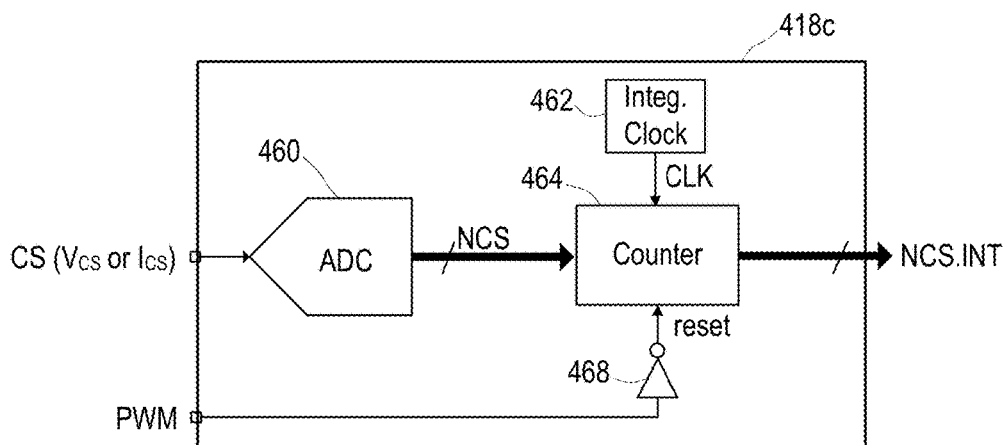 418c
462
Integ.
Clock
460
464
CLK
CS (VCS or ICS)
ADC
NCS
Counter
NCS.INT
reset
468
PWM